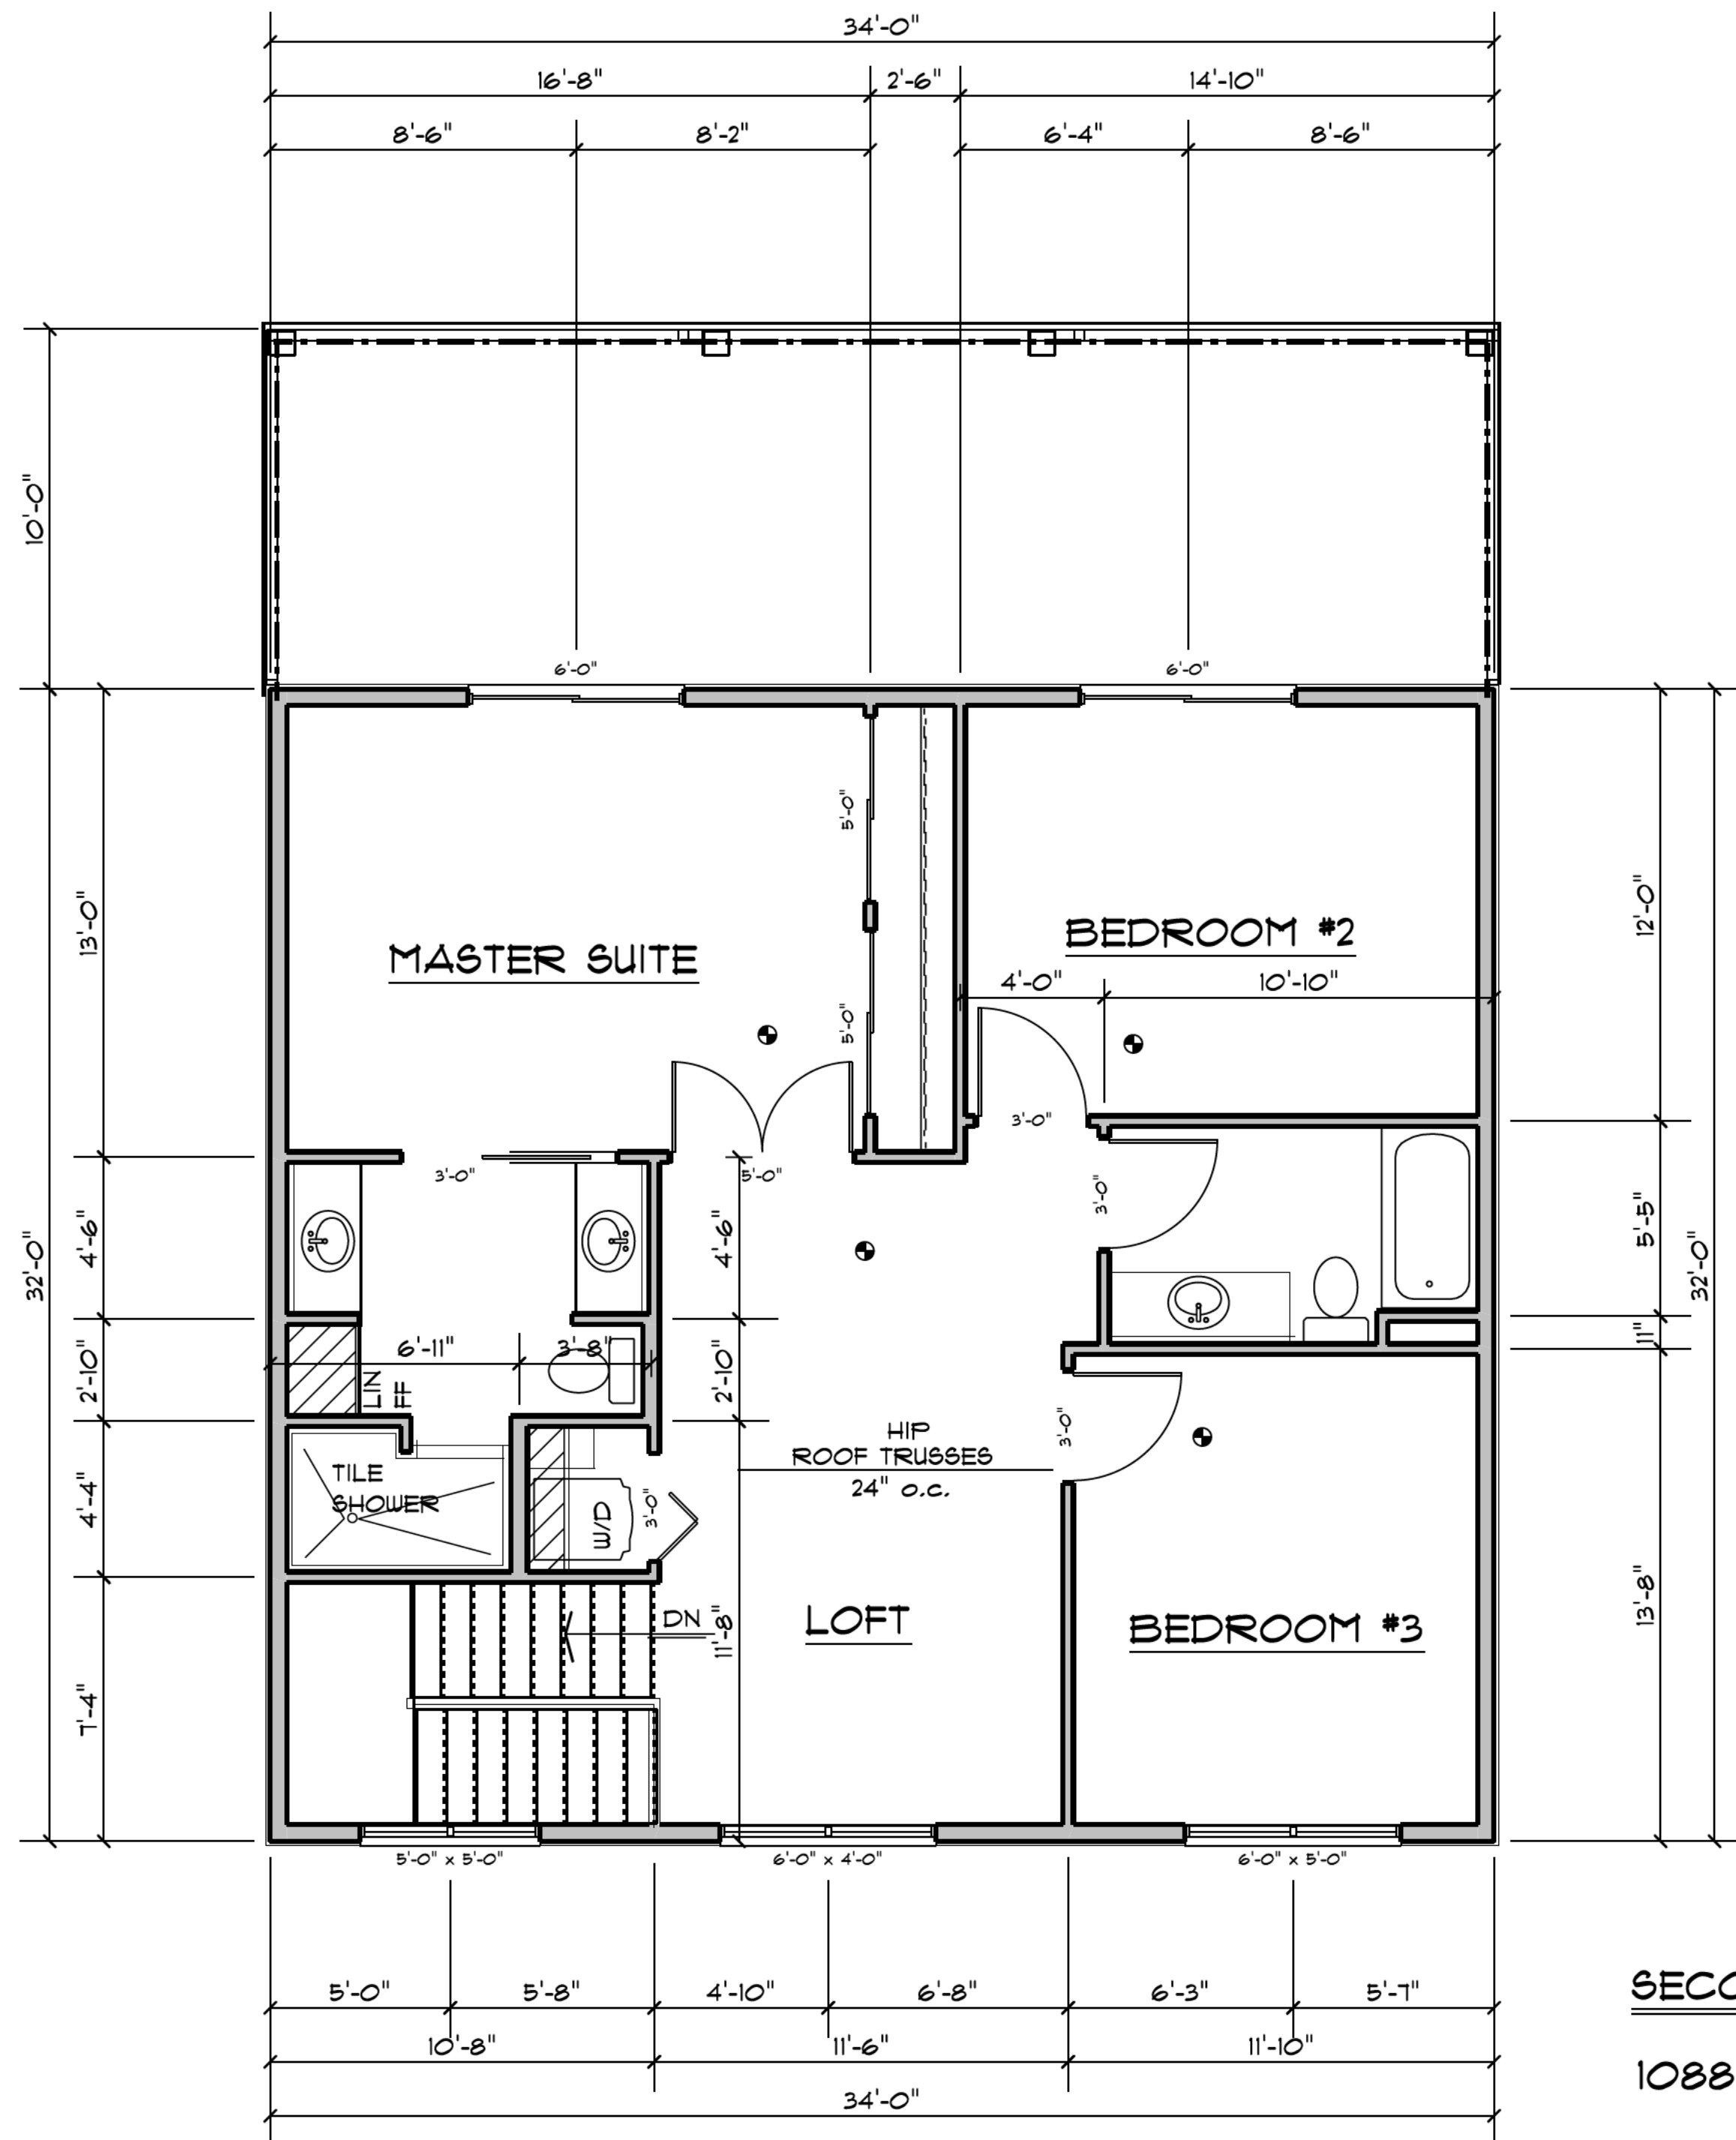 34'-0"
16'-8" 2'-6" 14'-10"
8'-6" 8'-2" 6'-4" 8'-6"
10'-0"
6'-0" 6'-0"
5'-0"
13'-0"
12'-0"
BEDROOM #2
MASTER SUITE
4'-0" 10'-10"
5'-0"
3'-0"
3'-0" 5'-0"
3'-0"
4'-6" 4'-6" 5'-5"
32'-0" 32'-0"
6'-11" 3'-8"
2'-10" 2'-10" 11"
LIN
3'-0"
HIP
ROOF TRUSSES
24" o.c.
TILE
SHOWER
4'-4"
W/D
3'-0"
DN
11'-8"
LOFT
BEDROOM #3
13'-8"
7'-4"
5'-0" x 5'-0" 6'-0" x 4'-0" 6'-0" x 5'-0"
5'-0" 5'-8" 4'-10" 6'-8" 6'-3" 5'-7"
SECO
10'-8" 11'-6" 11'-10"
1088
34'-0"